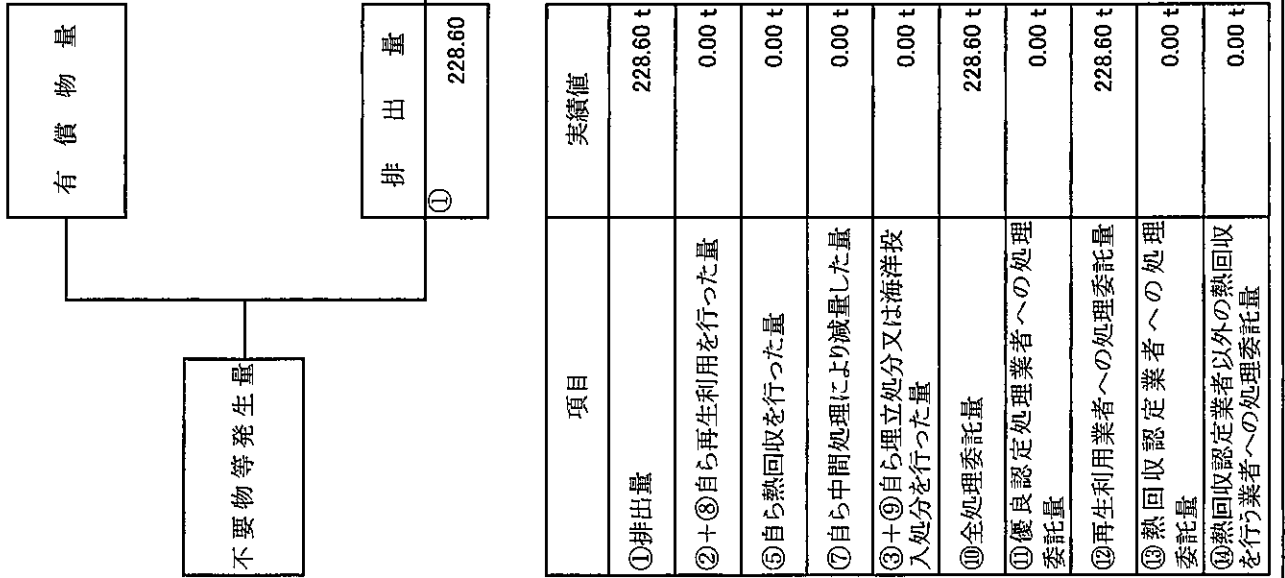 有償物量
不要物等発生量
排出量
① 228.60
項目 実績値
①排出量 228.60 t
②+⑧自ら再生利用を行った量 0.00 t
⑤自ら熱回収を行った量 0.00 t
⑦自ら中間処理により減量した量 0.00 t
③+⑨自ら埋立処分又は海洋投 0.00 t
入処分を行った量
⑩全処理委託量 228.60 t
⑪優良認定処理業者への処理 0.00 t
委託量
⑫再生利用業者への処理委託量 228.60 t
⑬熱回収認定業者への処理 0.00 t
委託量
⑭熱回収認定業者以外の熱回収 0.00 t
を行う業者への処理委託量